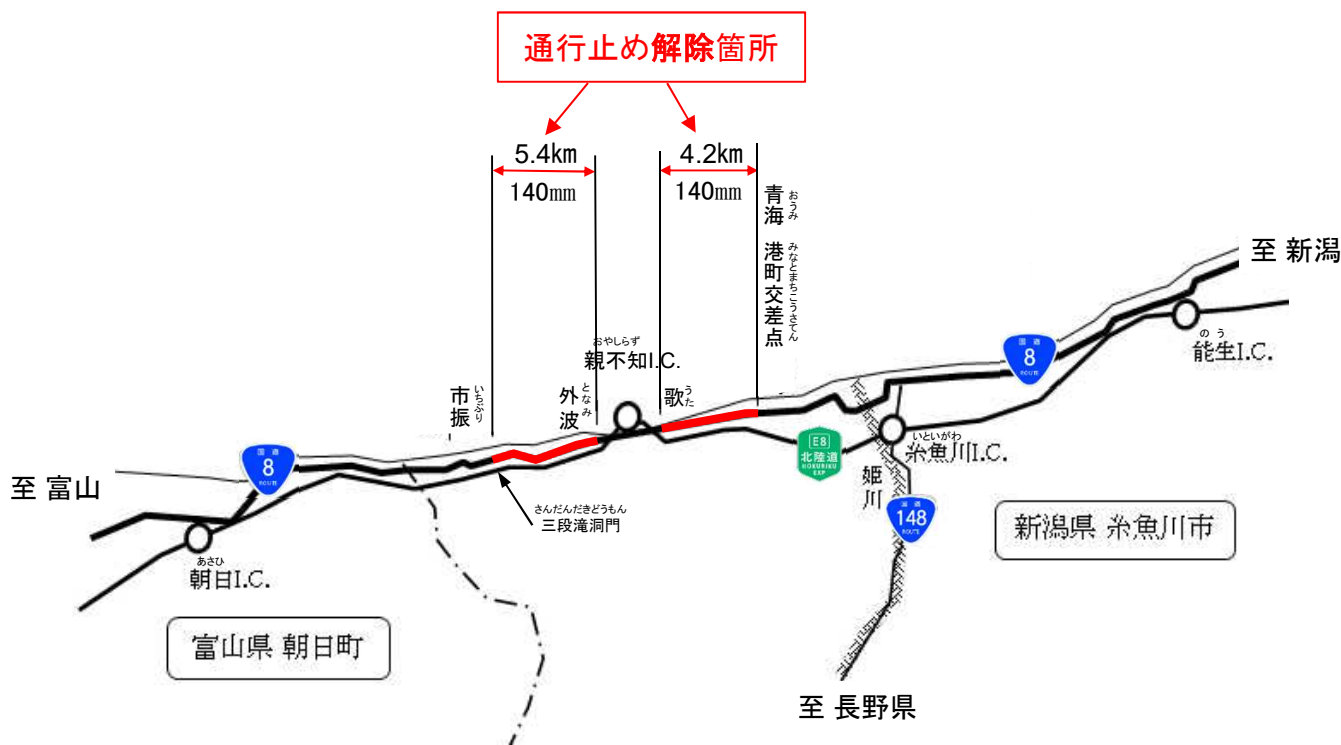 通行止め解除箇所
5.4km
4.2km
140㎜
140㎜
青海
おうみ
港町交差点
みなとまちこうさてん
至 新潟
のう
能生I.C.
国道
8
ROUTE
おやしらず
親不知I.C.
市振
いちぶり
外波
となみ
歌
うた
E8
北陸道
HOKURIKU
EXP
いといがわ
糸魚川I.C.
姫川
国道
8
ROUTE
至 富山
さんだんだきどうもん
三段滝洞門
国道
148
ROUTE
新潟県 糸魚川市
あさひ
朝日I.C.
富山県 朝日町
至 長野県